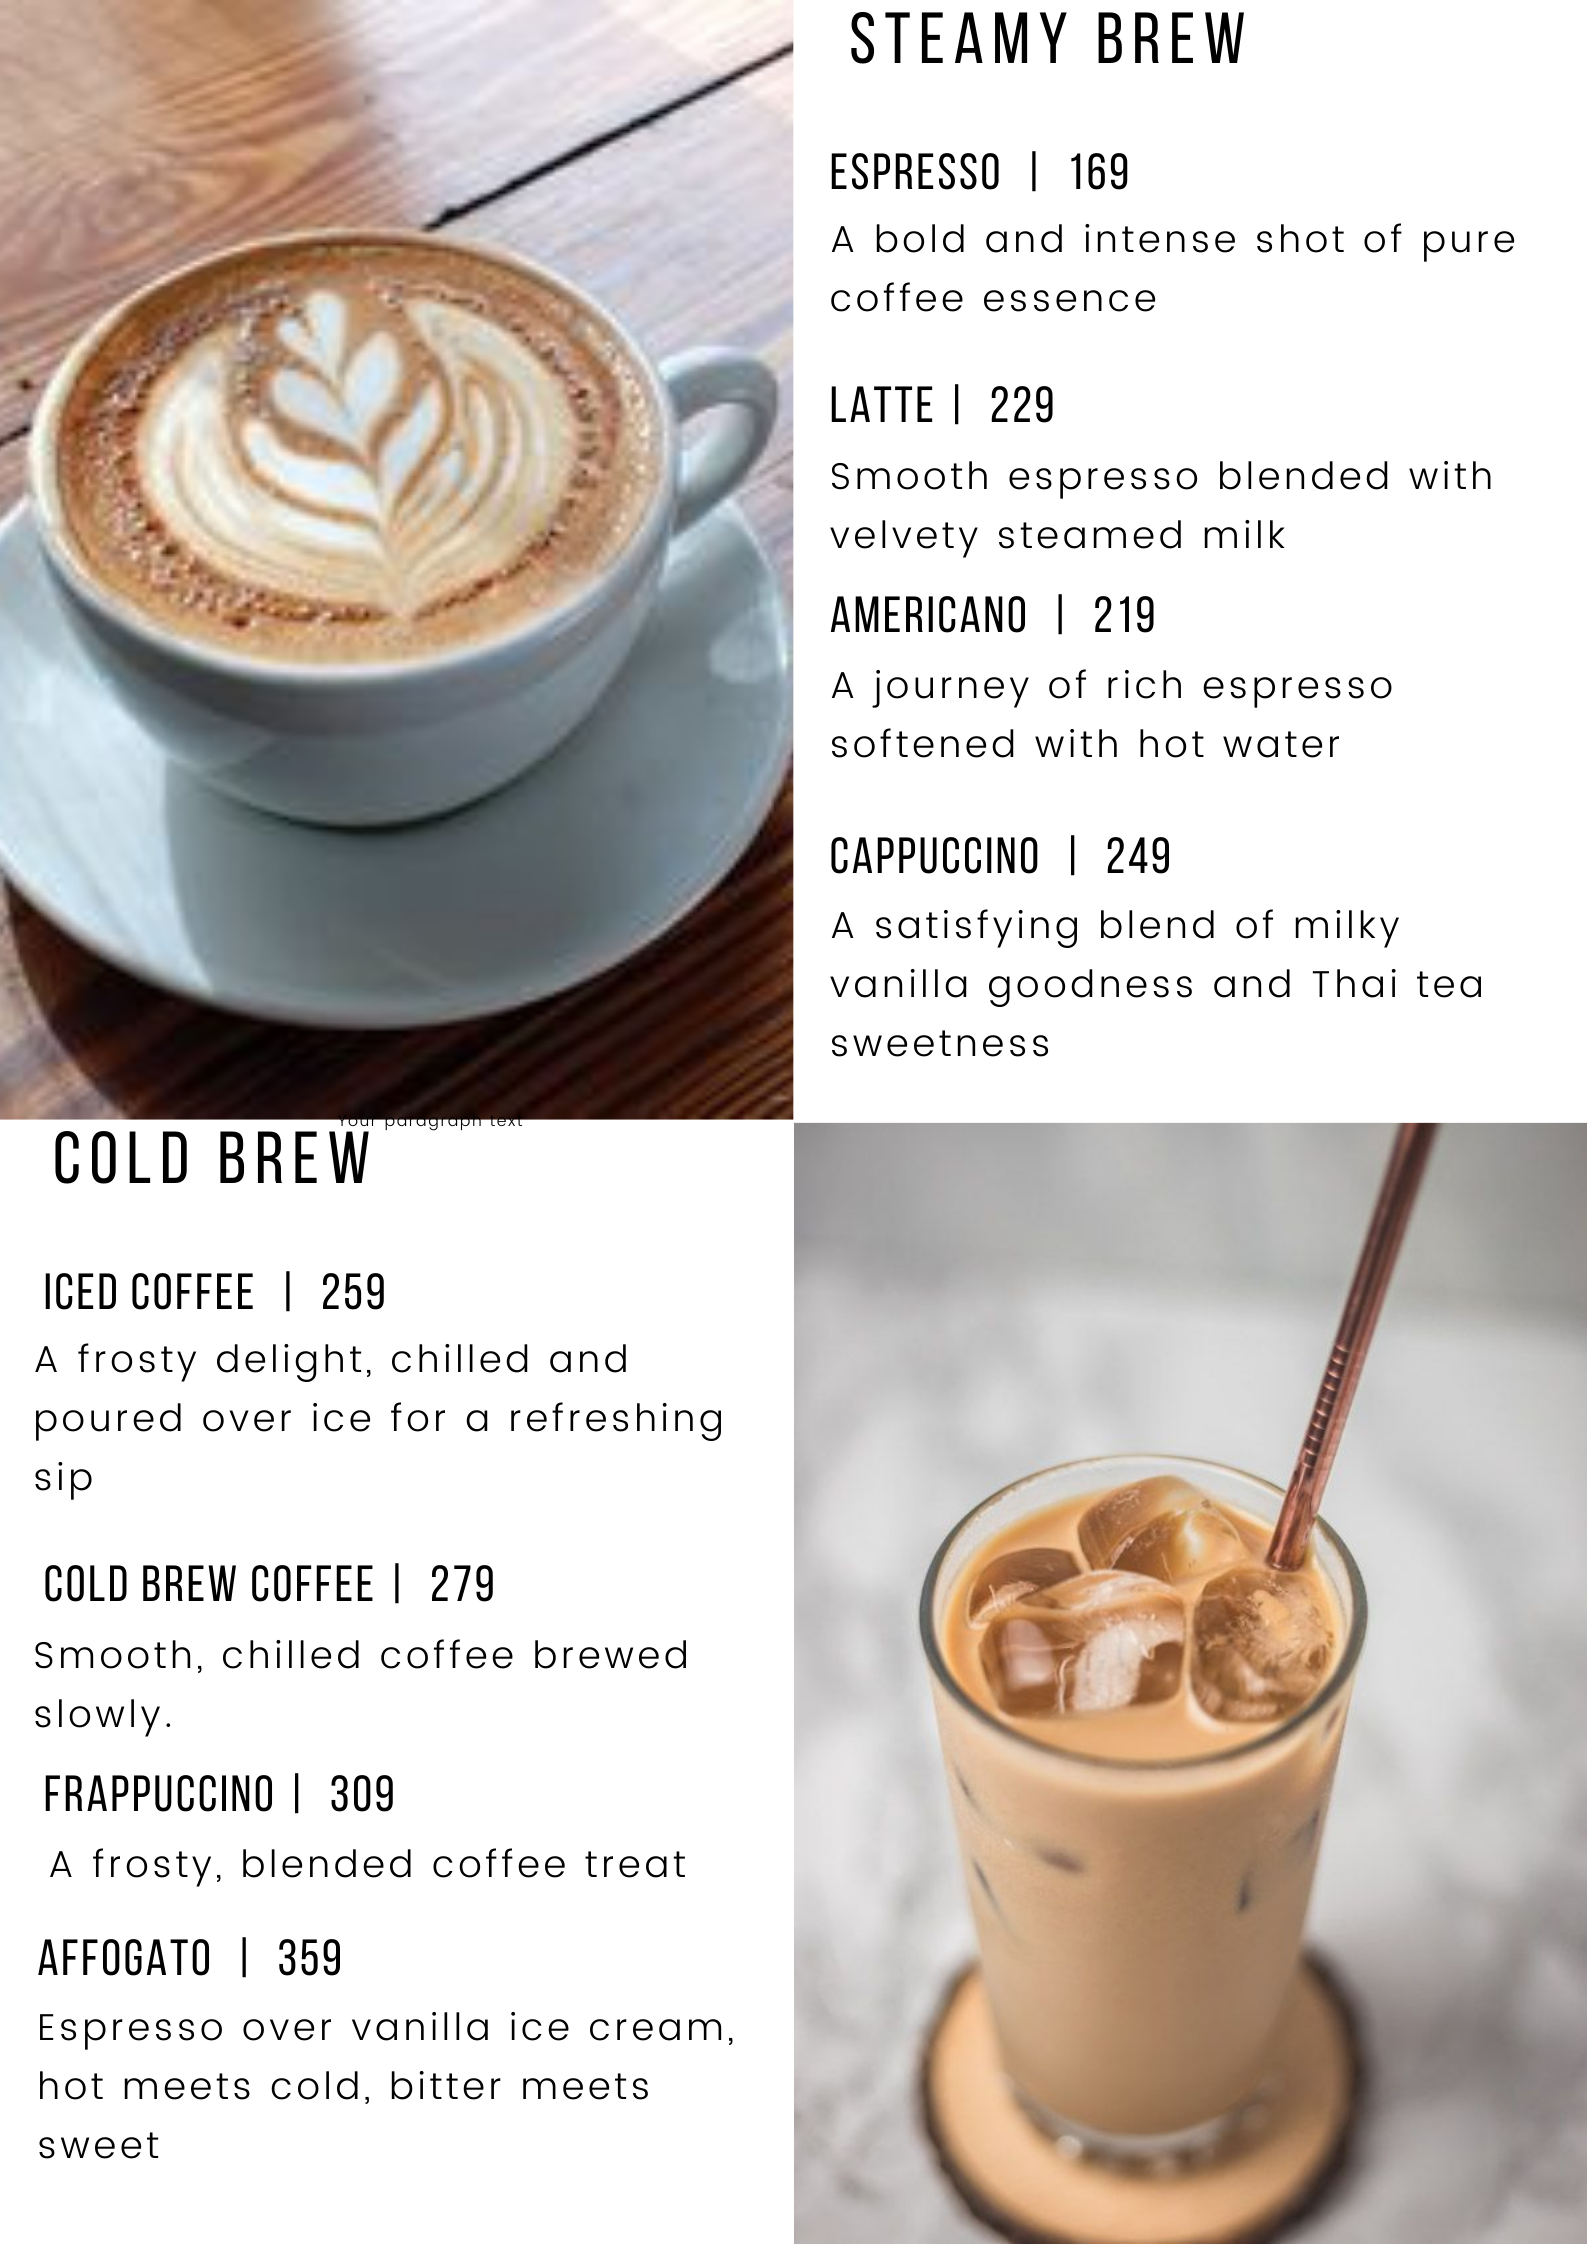 STEAMY BREW
ESPRESSO | 169
A bold and intense shot of pure
coffee essence
LATTE | 229
Smooth espresso blended with
velvety steamed milk
AMERICANO | 219
A journey of rich espresso
softened with hot water
CAPPUCCINO | 249
A satisfying blend of milky
vanilla goodness and Thai tea
sweetness
Your paragraph text
COLD BREW
ICED COFFEE | 259
A frosty delight, chilled and
poured over ice for a refreshing
sip
COLD BREW COFFEE | 279
Smooth, chilled coffee brewed
slowly.
FRAPPUCCINO | 309
A frosty, blended coffee treat
AFFOGATO | 359
Espresso over vanilla ice cream,
hot meets cold, bitter meets
sweet